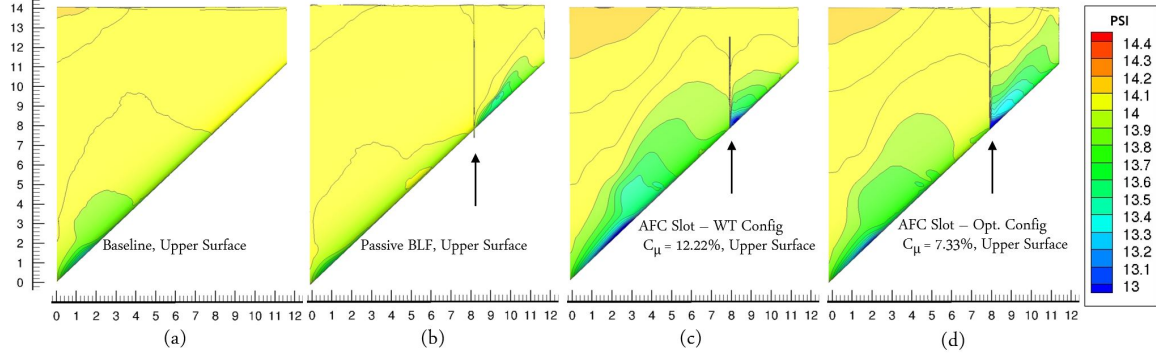 14
13
12
11
10
9
8
7
6
5
4
3
2
1
0
Baseline, Upper Surface
Passive BLF, Upper Surface
AFC Slot – WT Config
Cμ = 12.22%, Upper Surface
AFC Slot – Opt. Config
Cμ = 7.33%, Upper Surface
0 1 2 3 4 5 6 7 8 9 10 11 12
0 1 2 3 4 5 6 7 8 9 10 11 12
0 1 2 3 4 5 6 7 8 9 10 11 12
0 1 2 3 4 5 6 7 8 9 10 11 12
(a)
(b)
(c)
(d)
PSI
14.4
14.3
14.2
14.1
14
13.9
13.8
13.7
13.6
13.5
13.4
13.3
13.2
13.1
13